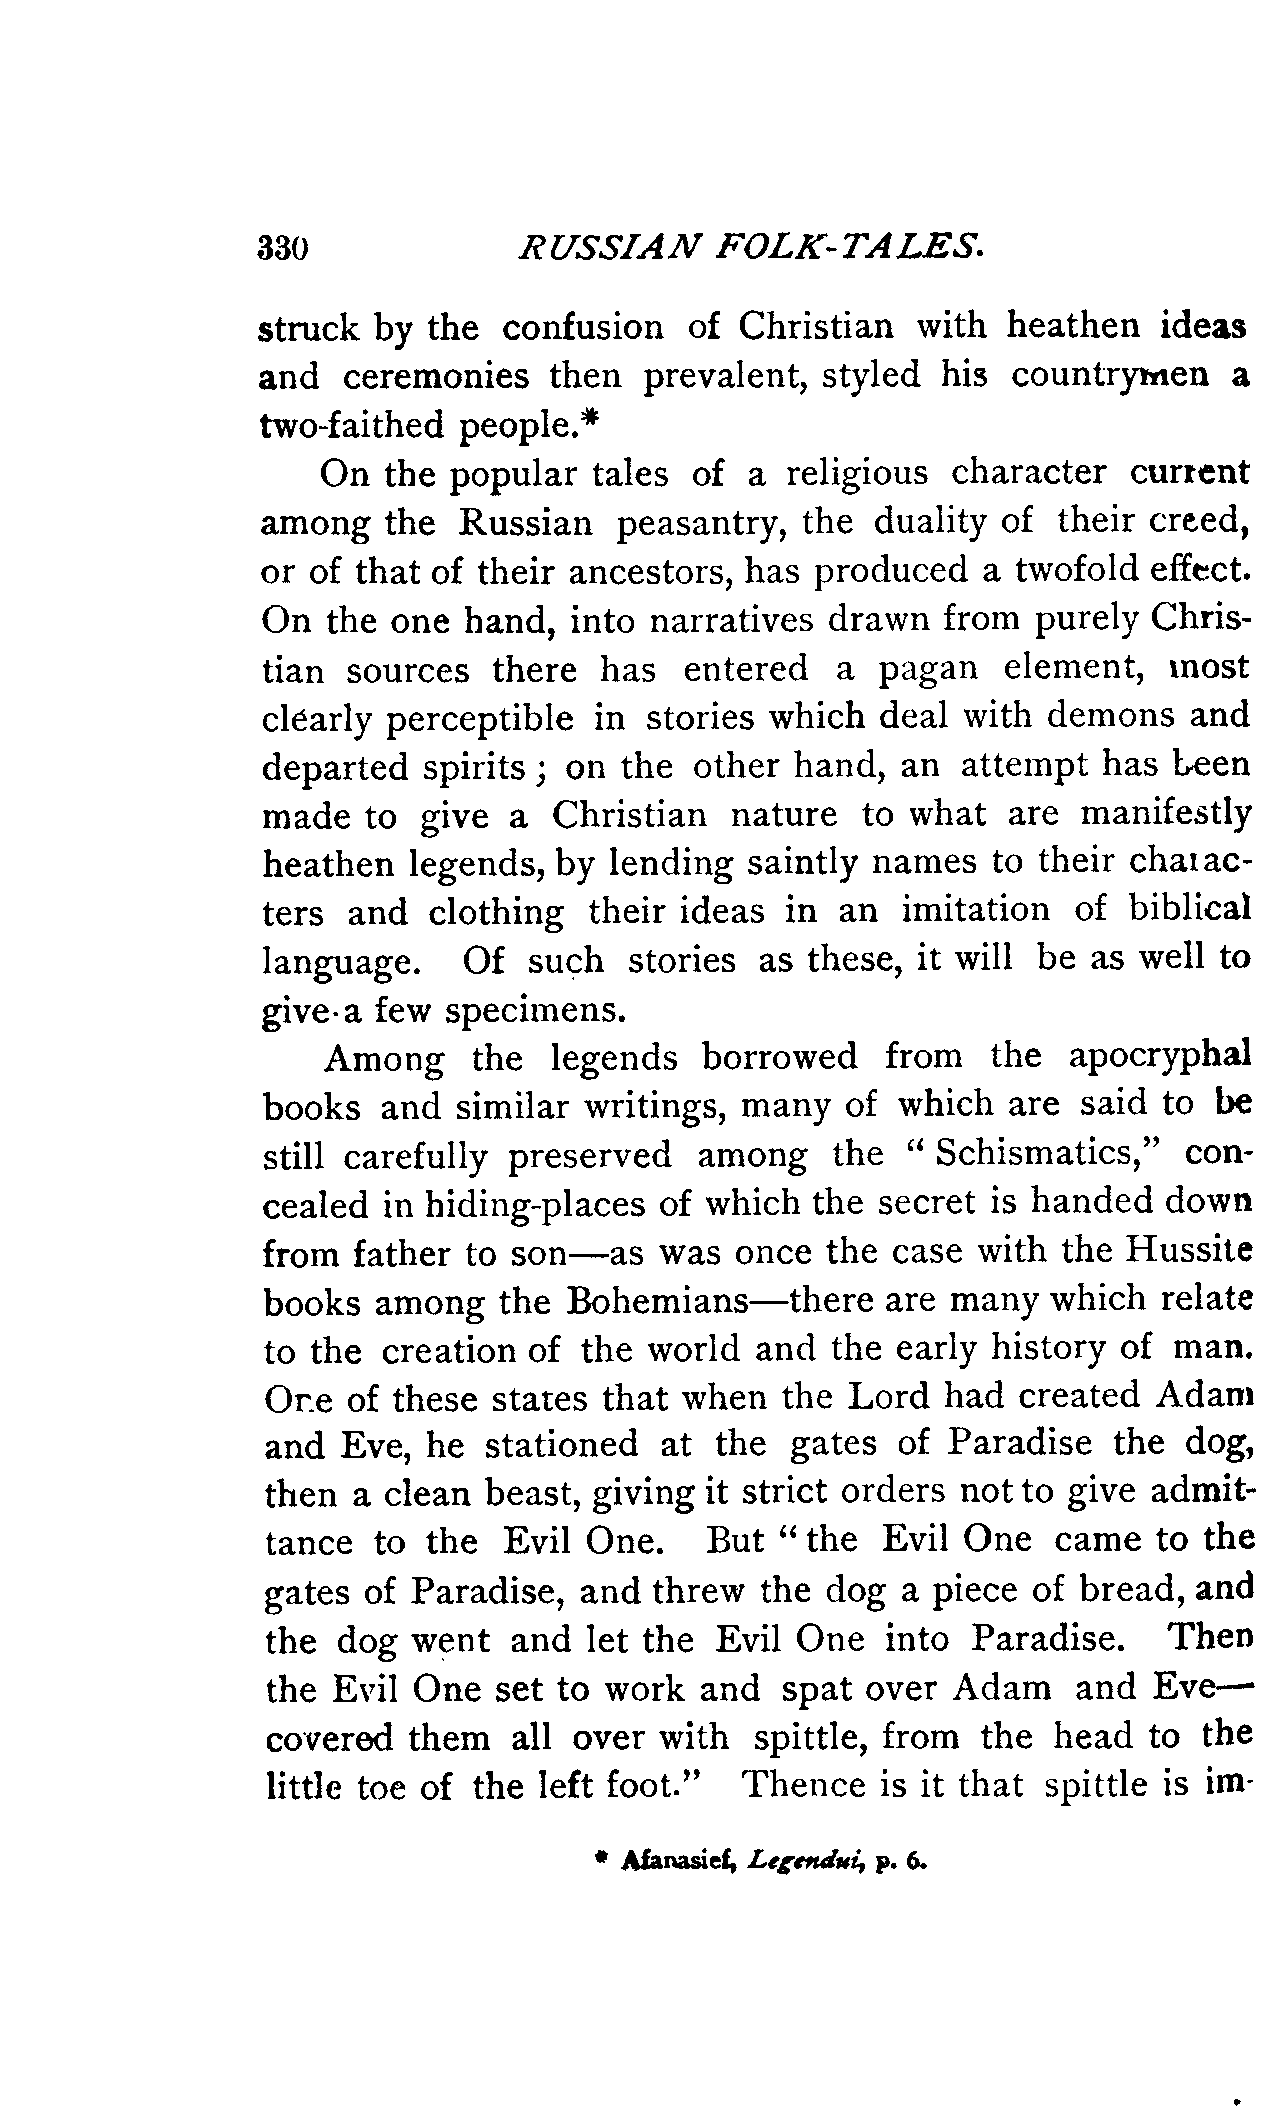 330 RUSSIAN FOLK-TALES.
struck by the confusion of Christian with heathen ideas
and ceremonies then prevalent, styled his countrymen a
two-faithed people.*
On the popular tales of a religious character current
among the Russian peasantry, the duality of their creed,
or of that of their ancestors, has produced a twofold effect.
On the one hand, into narratives drawn from purely Chris-
tian sources there has entered a pagan element, most
clearly perceptible in stories which deal with demons and
departed spirits ; on the other hand, an attempt has been
made to give a Christian nature to what are manifestly
heathen legends, by lending saintly names to their charac-
ters and clothing their ideas in an imitation of biblical
language. Of such stories as these, it will be as well to
give a few specimens.
Among the legends borrowed from the apocryphal
books and similar writings, many of which are said to be
still carefully preserved among the “ Schismatics,” con-
cealed in hiding-places of which the secret is handed down
from father to son—as was once the case with the Hussite
books among the Bohemians—there are many which relate
to the creation of the world and the early history of man.
One of these states that when the Lord had created Adam
and Eve, he stationed at the gates of Paradise the dog,
then a clean beast, giving it strict orders not to give admit-
tance to the Evil One. But “ the Evil One came to the
gates of Paradise, and threw the dog a piece of bread, and
the dog went and let the Evil One into Paradise. Then
the Evil One set to work and spat over Adam and Eve—
covered them all over with spittle, from the head to the
little toe of the left foot.” Thence is it that spittle is im-
* Afanasief, Legendui, p. 6.